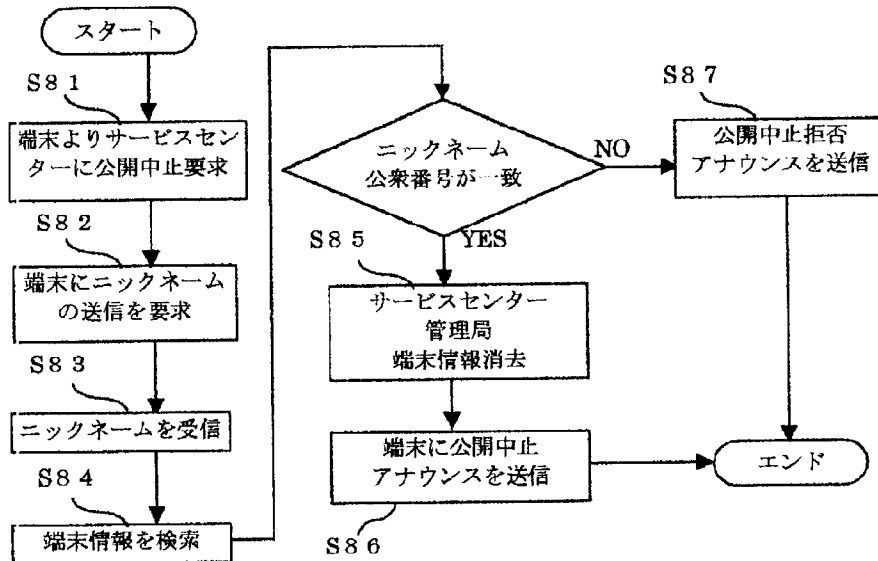 スタート
S81
端末よりサービスセン
ターに公開中止要求
S82
端末にニックネーム
の送信を要求
S83
ニックネームを受信
S84
端末情報を検索
ニックネーム
公衆番号が一致
NO
YES
S85
サービスセンター
管理局
端末情報消去
端末に公開中止
アナウンスを送信
S86
S87
公開中止拒否
アナウンスを送信
エンド